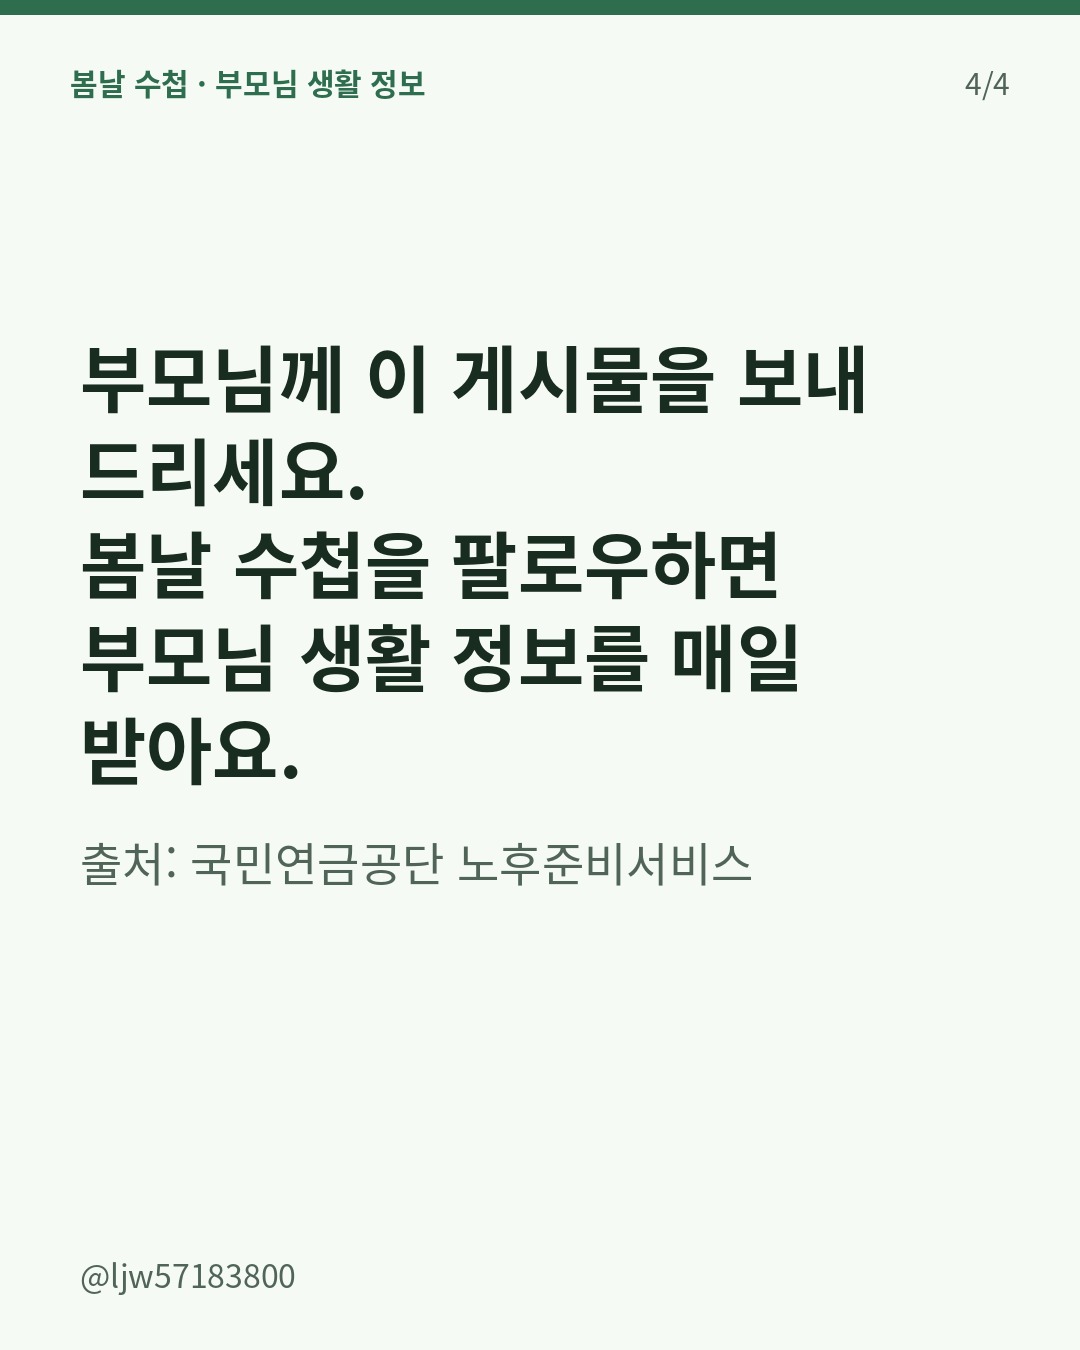 봄날 수첩 · 부모님 생활 정보
4/4
부모님께 이 게시물을 보내
드리세요.
봄날 수첩을 팔로우하면
부모님 생활 정보를 매일
받아요.
출처: 국민연금공단 노후준비서비스
@ljw57183800